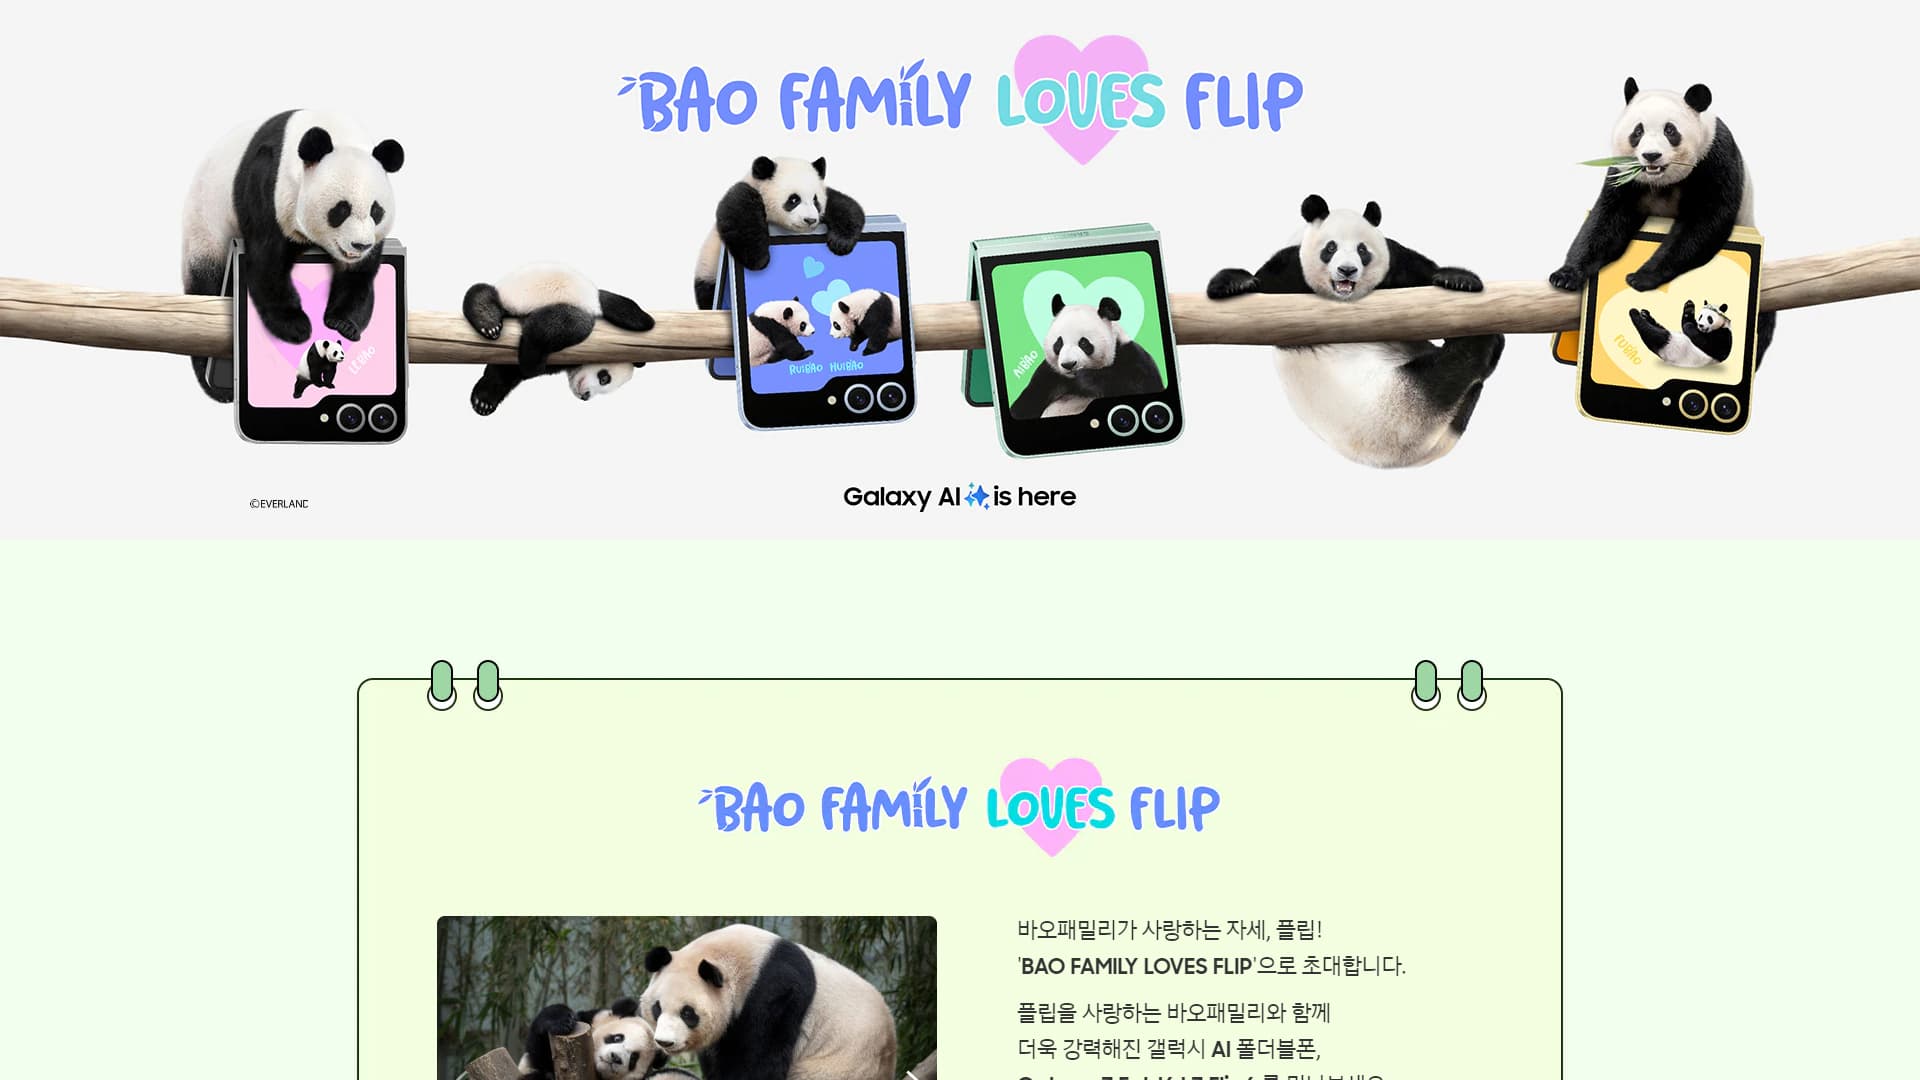 BAO FAMILY LOVES FLIP
LE BAO
RUIBAO HUIBAO
AIBAO
FUBAO
©EVERLAND
Galaxy AI is here
BAO FAMILY LOVES FLIP
바오패밀리가 사랑하는 자세, 플립!
'BAO FAMILY LOVES FLIP'으로 초대합니다.
플립을 사랑하는 바오패밀리와 함께
더욱 강력해진 갤럭시 AI 폴더블폰,